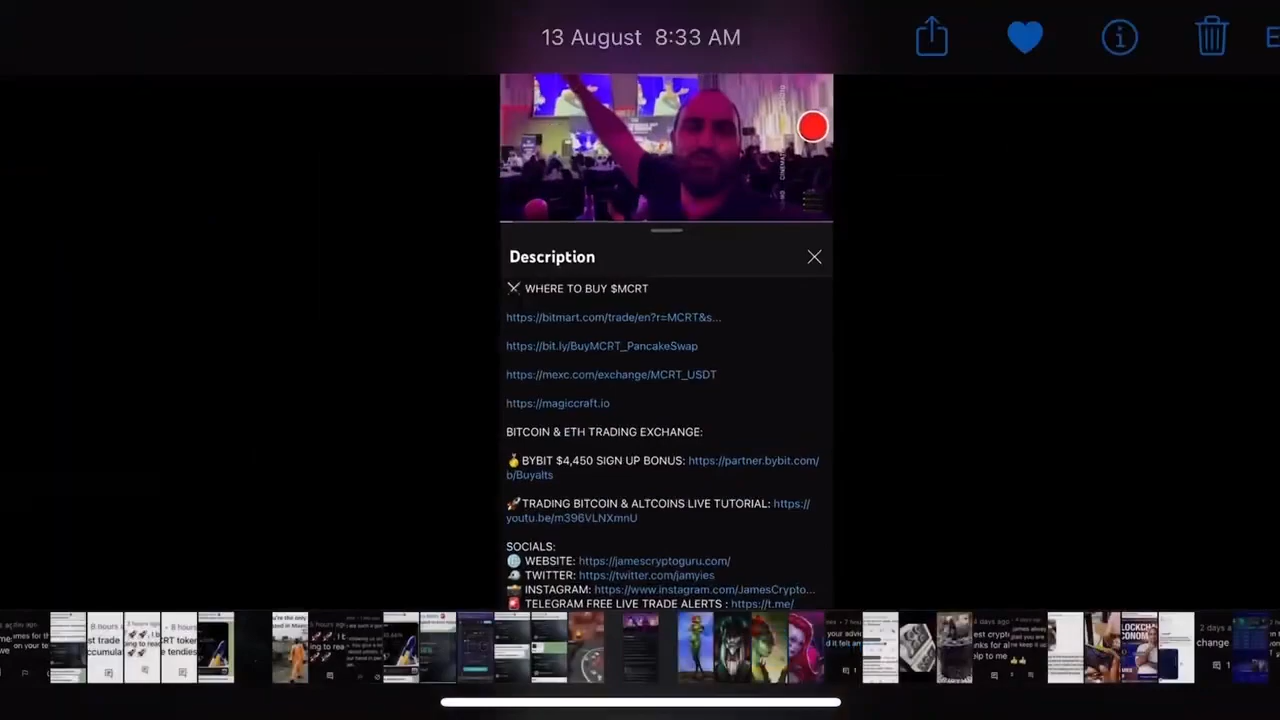 13 August 8:33 AM
Description
WHERE TO BUY $MCRT
https://bitmart.com/trade/en?r=MCRT&s...
https://bit.ly/BuyMCRT_PancakeSwap
https://mexc.com/exchange/MCRT_USDT
https://magiccraft.io
BITCOIN & ETH TRADING EXCHANGE:
🥇BYBIT $4,450 SIGN UP BONUS: https://partner.bybit.com/
b/Buyalts
🚀TRADING BITCOIN & ALTCOINS LIVE TUTORIAL: https://
youtu.be/m396VLNXmnU
SOCIALS:
WEBSITE: https://jamescryptoguru.com/
TWITTER: https://twitter.com/jamyies
INSTAGRAM: https://www.instagram.com/JamesCrypto...
TELEGRAM FREE LIVE TRADE ALERTS : https://t.me/